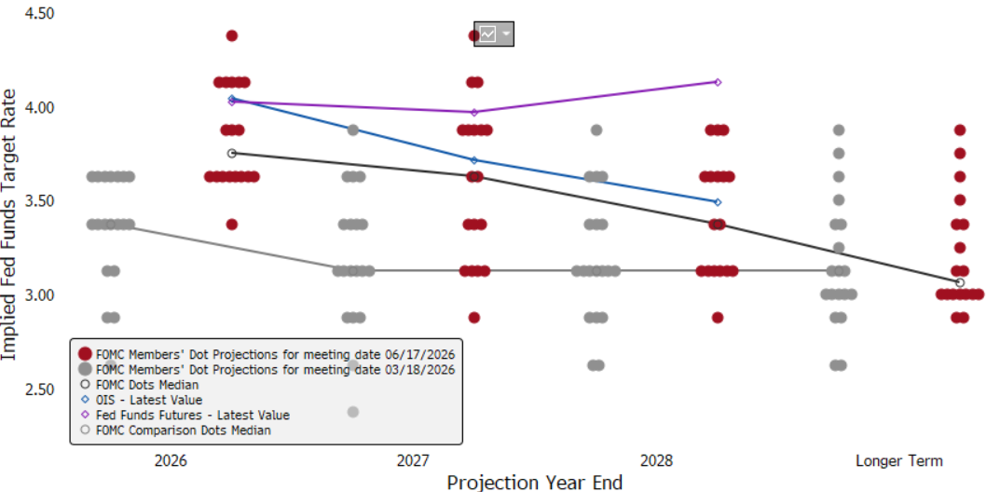 4.50
4.00
3.50
3.00
2.50
Implied Fed Funds Target Rate
FOMC Members' Dot Projections for meeting date 06/17/2026
FOMC Members' Dot Projections for meeting date 03/18/2026
FOMC Dots Median
OIS - Latest Value
Fed Funds Futures - Latest Value
FOMC Comparison Dots Median
2026
2027
2028
Longer Term
Projection Year End